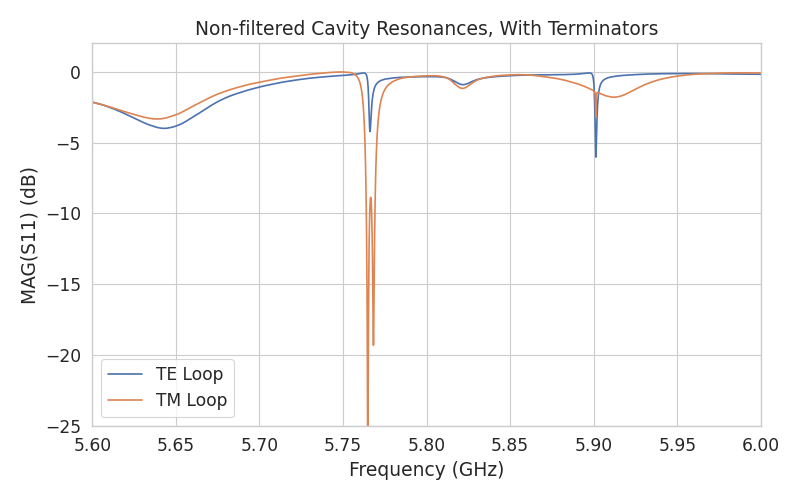 Non-filtered Cavity Resonances, With Terminators
MAG(S11) (dB)
0
−5
−10
−15
−20
−25
TE Loop
TM Loop
5.60 5.65 5.70 5.75 5.80 5.85 5.90 5.95 6.00
Frequency (GHz)